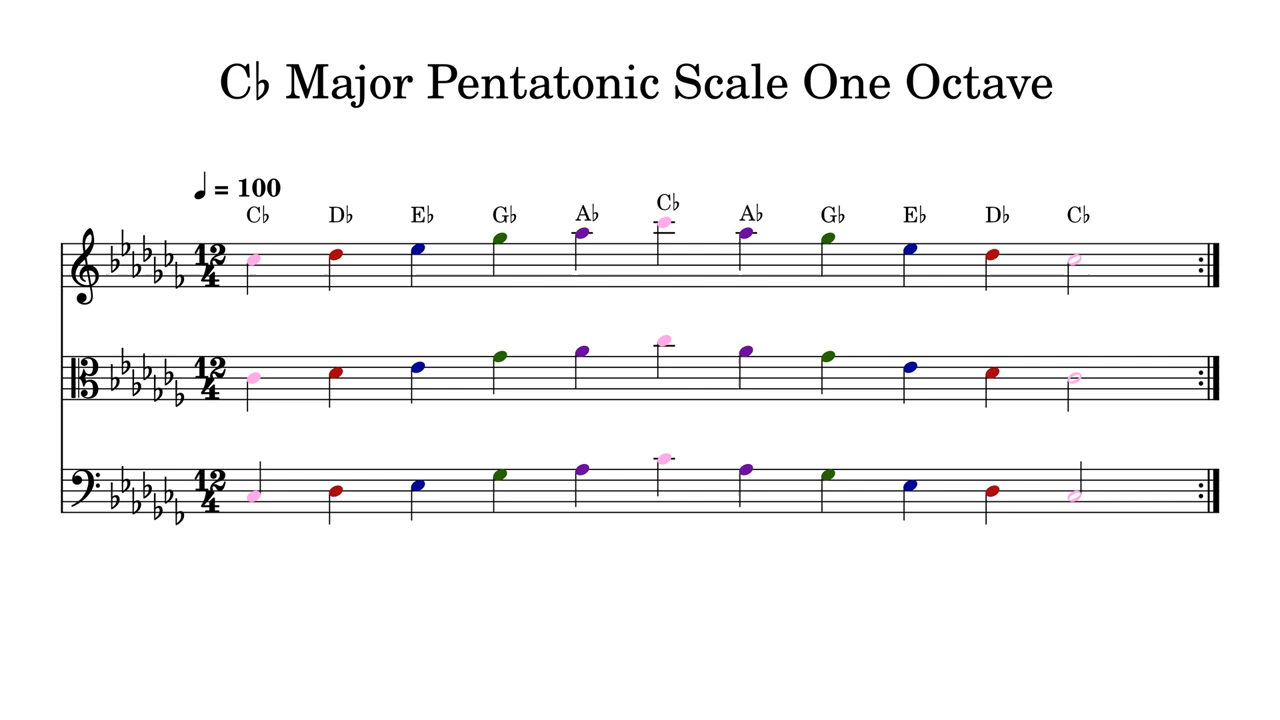 C♭ Major Pentatonic Scale One Octave
♩ = 100
C♭ D♭ E♭ G♭ A♭ C♭ A♭ G♭ E♭ D♭ C♭
12
4
12
4
12
4